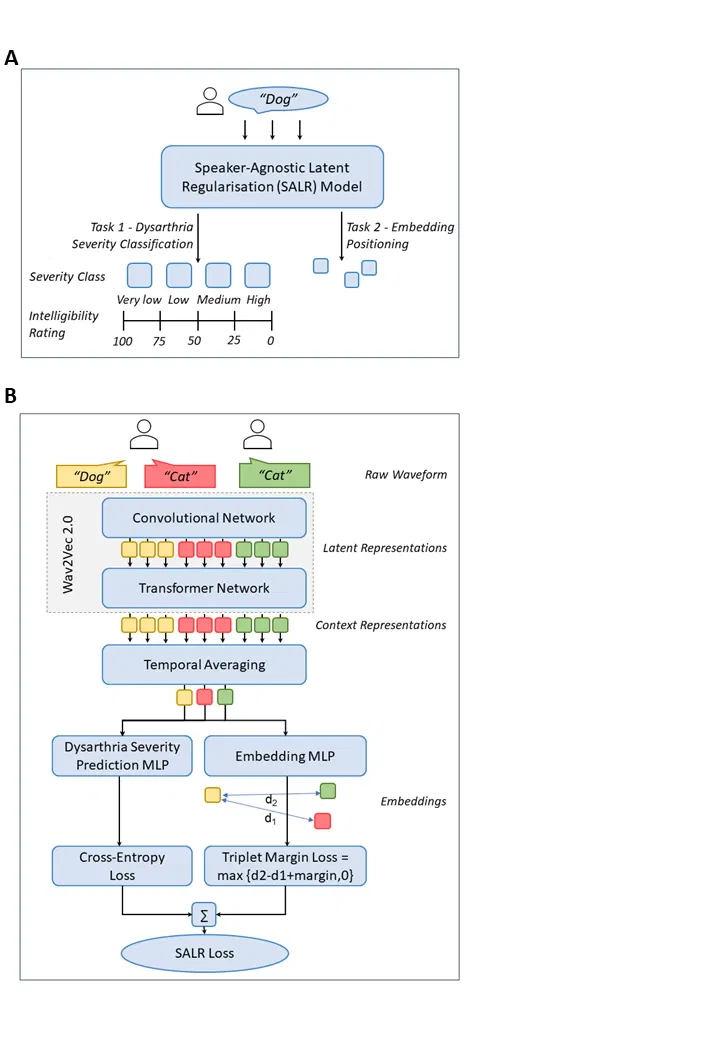 A
“Dog”
Speaker-Agnostic Latent
Regularisation (SALR) Model
Task 1 - Dysarthria
Severity Classification
Task 2 - Embedding
Positioning
Severity Class
Very low Low Medium High
Intelligibility
Rating
100 75 50 25 0
B
“Dog” “Cat” “Cat” Raw Waveform
Wav2Vec 2.0
Convolutional Network
Latent Representations
Transformer Network
Context Representations
Temporal Averaging
Dysarthria Severity
Prediction MLP
Embedding MLP
d2
d1
Embeddings
Cross-Entropy
Loss
Triplet Margin Loss =
max {d2-d1+margin,0}
∑
SALR Loss